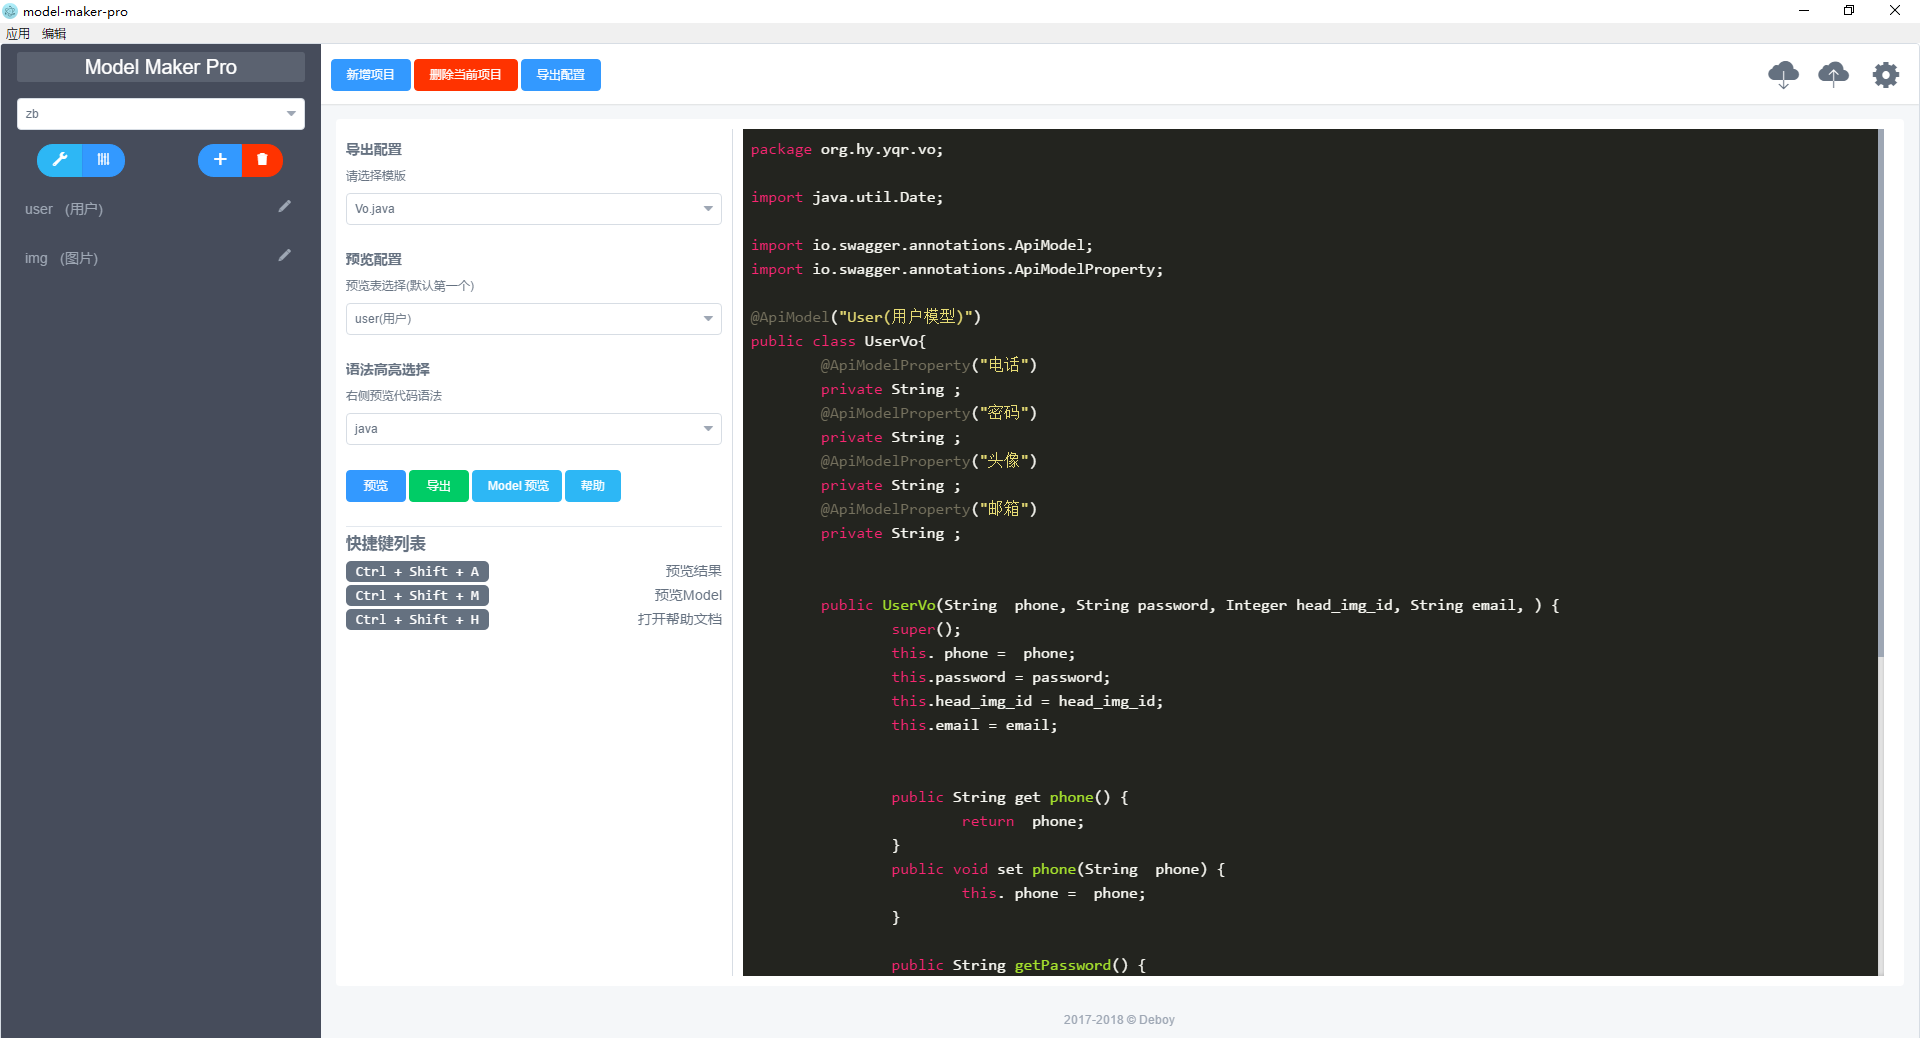 model-maker-pro
应用 编辑
Model Maker Pro
zb
user (用户)
img (图片)
新增项目 删除当前项目 导出配置
导出配置
请选择模版
Vo.java
预览配置
预览表选择(默认第一个)
user(用户)
语法高亮选择
右侧预览代码语法
java
预览 导出 Model 预览 帮助
快捷键列表
Ctrl + Shift + A 预览结果
Ctrl + Shift + M 预览Model
Ctrl + Shift + H 打开帮助文档
package org.hy.yqr.vo;
import java.util.Date;
import io.swagger.annotations.ApiModel;
import io.swagger.annotations.ApiModelProperty;
@ApiModel("User(用户模型)")
public class UserVo{
@ApiModelProperty("电话")
private String ;
@ApiModelProperty("密码")
private String ;
@ApiModelProperty("头像")
private String ;
@ApiModelProperty("邮箱")
private String ;
public UserVo(String  phone, String password, Integer head_img_id, String email, ) {
super();
this. phone =  phone;
this.password = password;
this.head_img_id = head_img_id;
this.email = email;
public String get phone() {
return  phone;
}
public void set phone(String  phone) {
this. phone =  phone;
}
public String getPassword() {
2017-2018 © Deboy